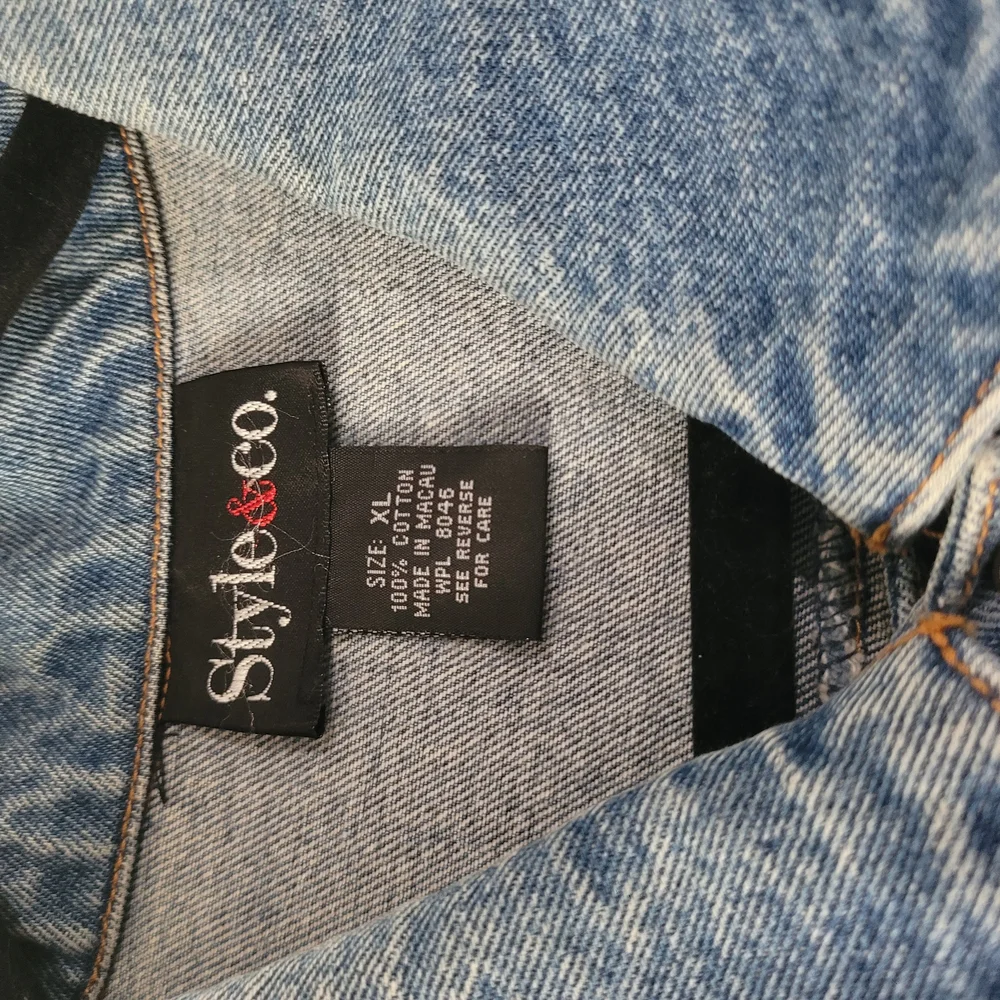 Style&co.
SIZE: XL
100% COTTON
MADE IN MACAU
WPL 8046
SEE REVERSE
FOR CARE